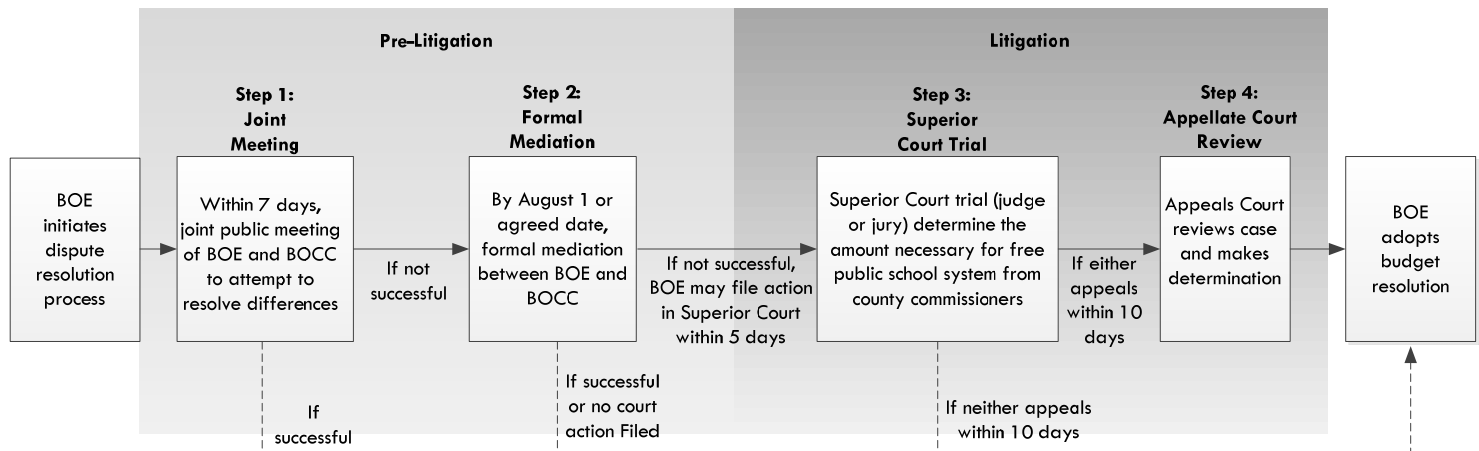 Pre–Litigation
Litigation
Step 1:
Joint
Meeting
Step 2:
Formal
Mediation
Step 3:
Superior
Court Trial
Step 4:
Appellate Court
Review
BOE
initiates
dispute
resolution
process
Within 7 days,
joint public meeting
of BOE and BOCC
to attempt to
resolve differences
If not
successful
By August 1 or
agreed date,
formal mediation
between BOE and
BOCC
If not successful,
BOE may file action
in Superior Court
within 5 days
Superior Court trial (judge
or jury) determine the
amount necessary for free
public school system from
county commissioners
If either
appeals
within 10
days
Appeals Court
reviews case
and makes
determination
BOE
adopts
budget
resolution
If
successful
If successful
or no court
action Filed
If neither appeals
within 10 days